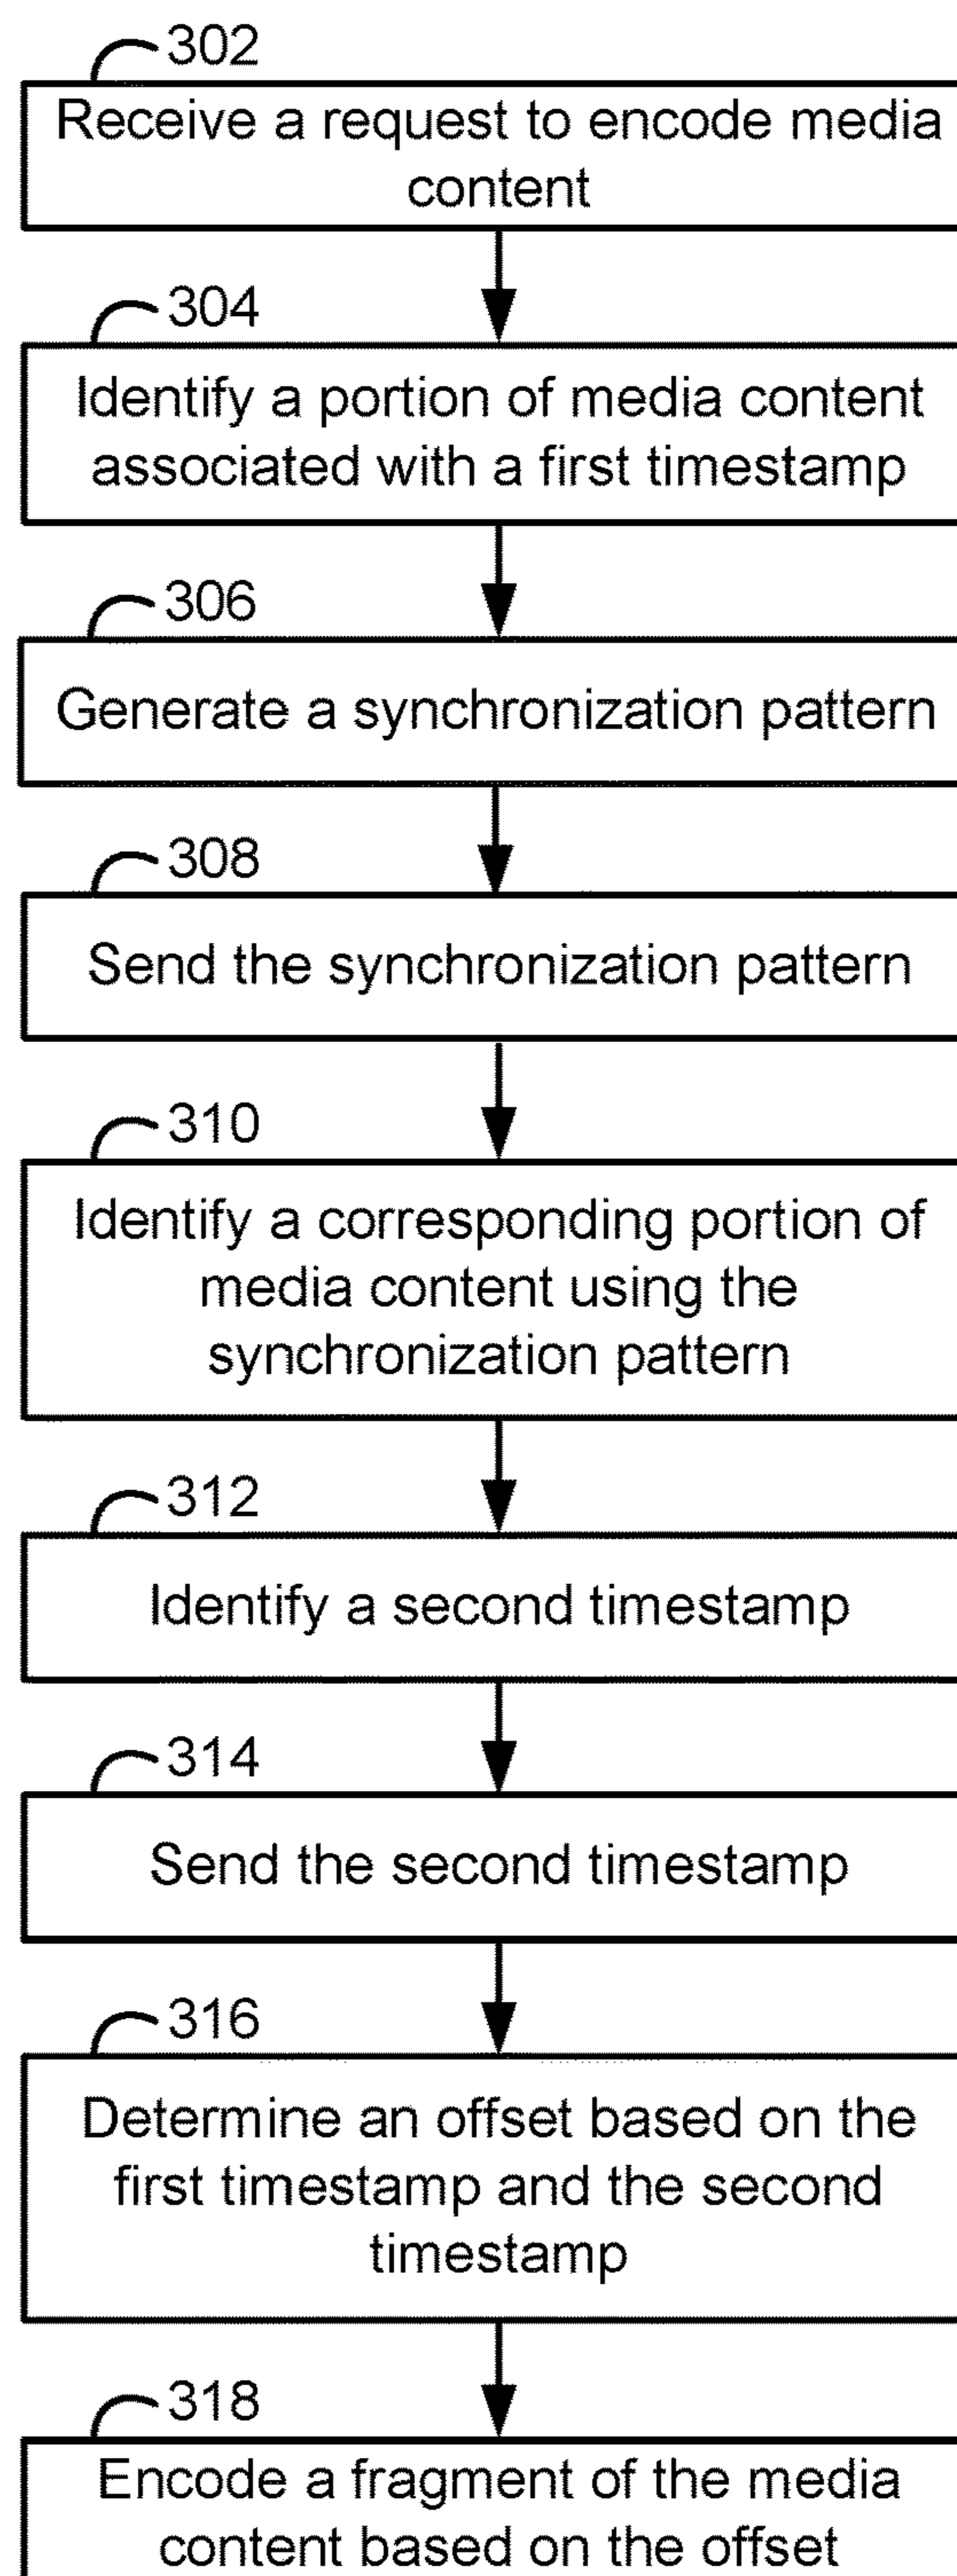 302
Receive a request to encode media
content
304
Identify a portion of media content
associated with a first timestamp
306
Generate a synchronization pattern
308
Send the synchronization pattern
310
Identify a corresponding portion of
media content using the
synchronization pattern
312
Identify a second timestamp
314
Send the second timestamp
316
Determine an offset based on the
first timestamp and the second
timestamp
318
Encode a fragment of the media
content based on the offset